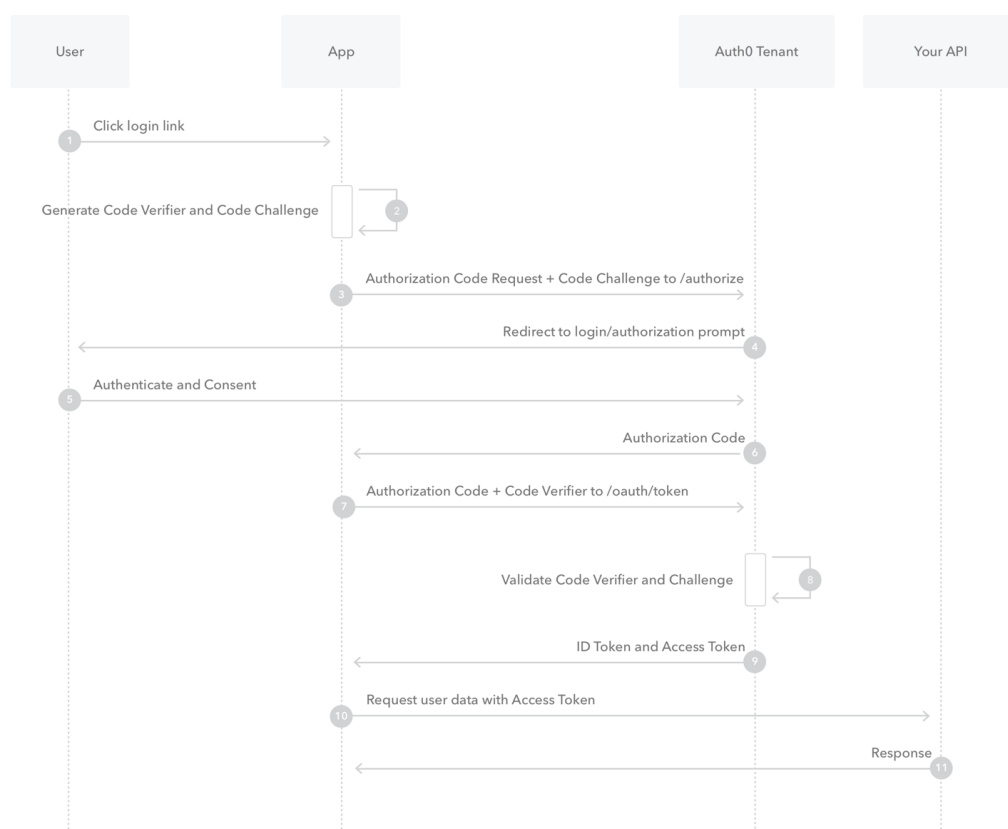 User
App
Auth0 Tenant
Your API
Click login link
1
Generate Code Verifier and Code Challenge
2
Authorization Code Request + Code Challenge to /authorize
3
Redirect to login/authorization prompt
4
Authenticate and Consent
5
Authorization Code
6
Authorization Code + Code Verifier to /oauth/token
7
Validate Code Verifier and Challenge
8
ID Token and Access Token
9
Request user data with Access Token
10
Response
11